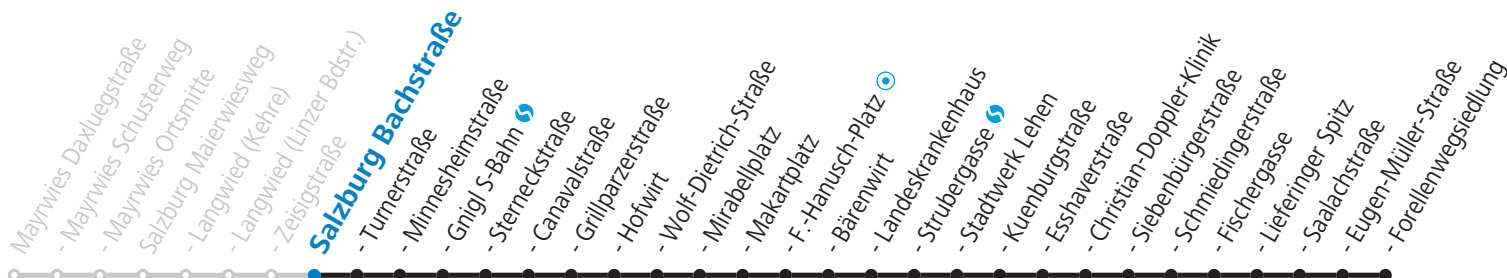 Mayrwies Daxluegstraße
- Mayrwies Schusterweg
- Mayrwies Ortsmitte
Salzburg Maierwiesweg
- Langwied (Kehre)
- Langwied (Linzer Bdstr.)
- Zeisigstraße
Salzburg Bachstraße
- Turnerstraße
- Minnesheimstraße
- Gnigl S-Bahn
- Sterneckstraße
- Canavalstraße
- Grillparzerstraße
- Hofwirt
- Wolf-Dietrich-Straße
- Mirabellplatz
- Makartplatz
- F.-Hanusch-Platz
- Bärenwirt
- Landeskrankenhaus
- Strubergasse
- Stadtwerk Lehen
- Kuenburgstraße
- Esshaverstraße
- Christian-Doppler-Klinik
- Siebenbürgerstraße
- Schmiedingerstraße
- Fischergasse
- Lieferinger Spitz
- Saalachstraße
- Eugen-Müller-Straße
- Forellenwegsiedlung